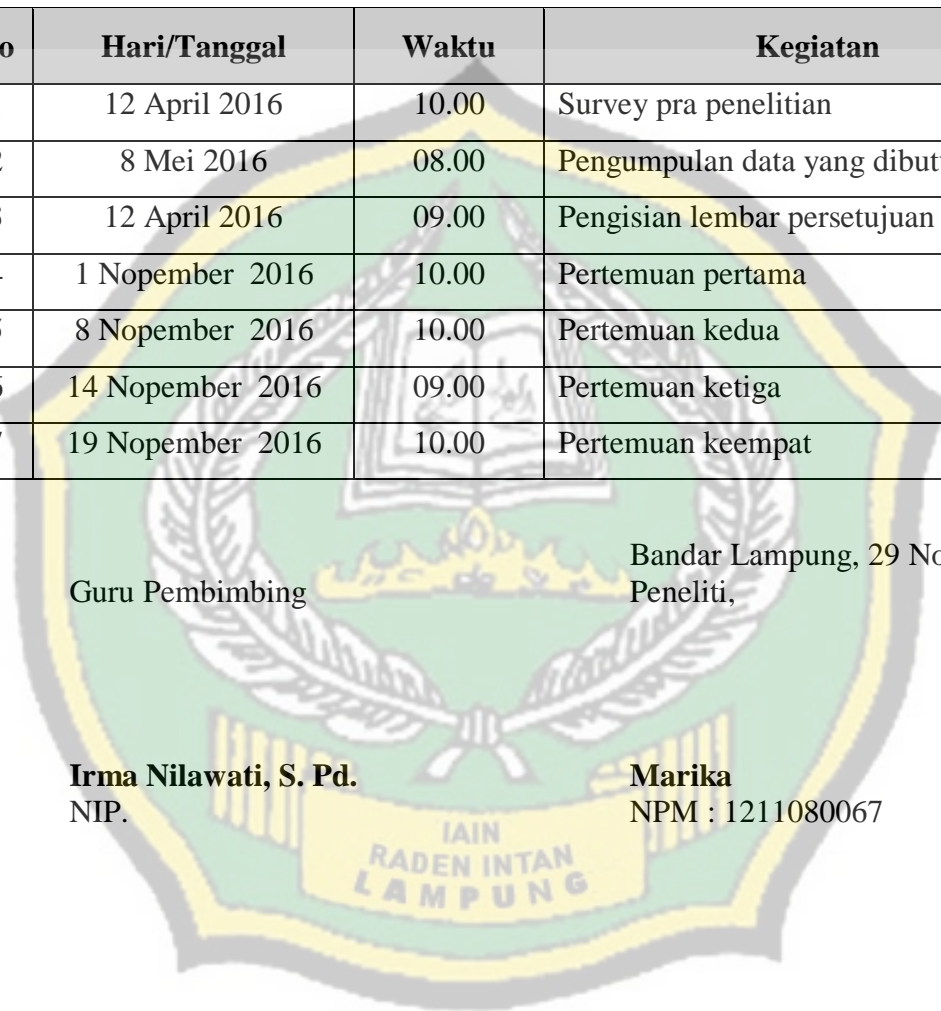 Hari/Tanggal Waktu Kegiatan
12 April 2016 10.00 Survey pra penelitian
8 Mei 2016 08.00 Pengumpulan data yang
12 April 2016 09.00 Pengisian lembar persetujuan
1 Nopember 2016 10.00 Pertemuan pertama
8 Nopember 2016 10.00 Pertemuan kedua
14 Nopember 2016 09.00 Pertemuan ketiga
19 Nopember 2016 10.00 Pertemuan keempat
Bandar Lampung, 29
Guru Pembimbing Peneliti,
Irma Nilawati, S. Pd. Marika
NIP. NPM : 1211080067
IAIN
RADEN INTAN
LAMPUNG